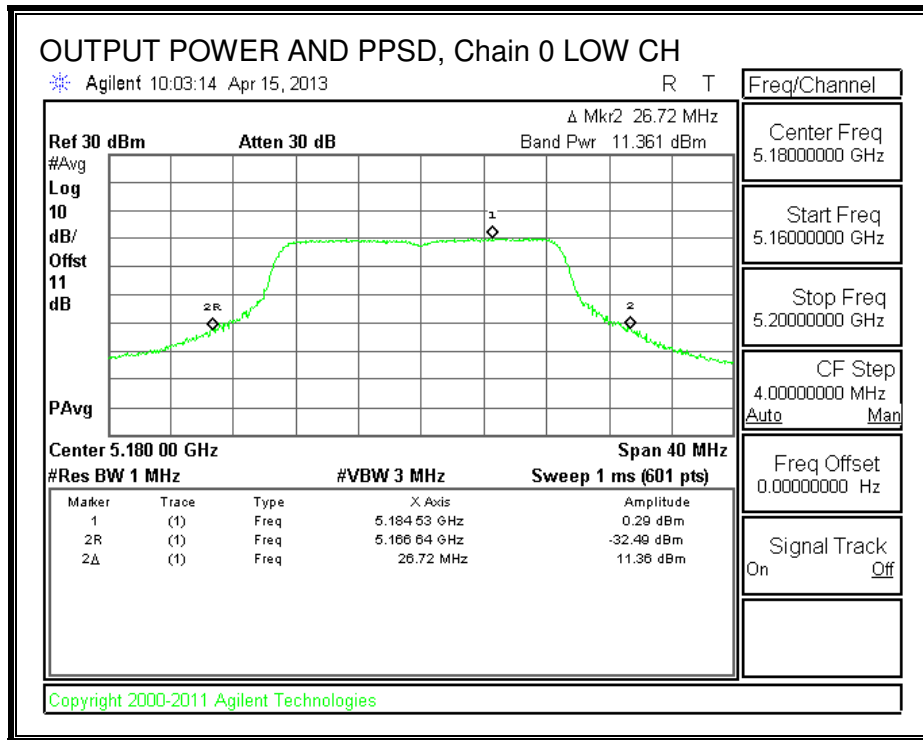 OUTPUT POWER AND PPSD, Chain 0 LOW CH
Agilent 10:03:14 Apr 15, 2013 R T
Δ Mkr2 26.72 MHz
Ref 30 dBm Atten 30 dB Band Pwr 11.361 dBm
#Avg
Log
10
dB/
Offst
11
dB
PAvg
1
2R
2
Center 5.180 00 GHz Span 40 MHz
#Res BW 1 MHz #VBW 3 MHz Sweep 1 ms (601 pts)
Marker Trace Type X Axis Amplitude
1 (1) Freq 5.184 53 GHz 0.29 dBm
2R (1) Freq 5.166 64 GHz -32.49 dBm
2Δ (1) Freq 26.72 MHz 11.36 dBm
Freq/Channel
Center Freq
5.18000000 GHz
Start Freq
5.16000000 GHz
Stop Freq
5.20000000 GHz
CF Step
4.00000000 MHz
Auto Man
Freq Offset
0.00000000 Hz
Signal Track
On Off
Copyright 2000-2011 Agilent Technologies